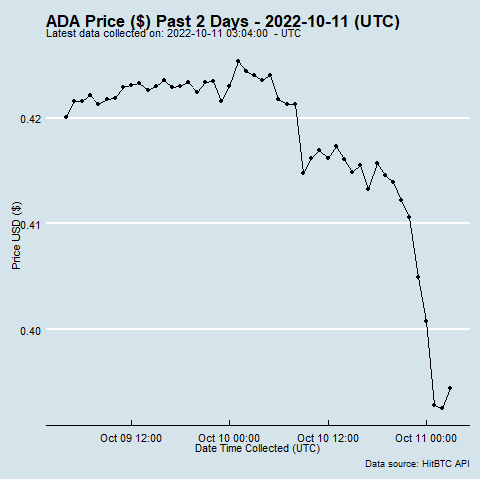 ADA Price ($) Past 2 Days - 2022-10-11 (UTC)
Latest data collected on: 2022-10-11 03:04:00  - UTC
Price USD ($)
0.42
0.41
0.40
Oct 09 12:00
Oct 10 00:00
Oct 10 12:00
Oct 11 00:00
Date Time Collected (UTC)
Data source: HitBTC API